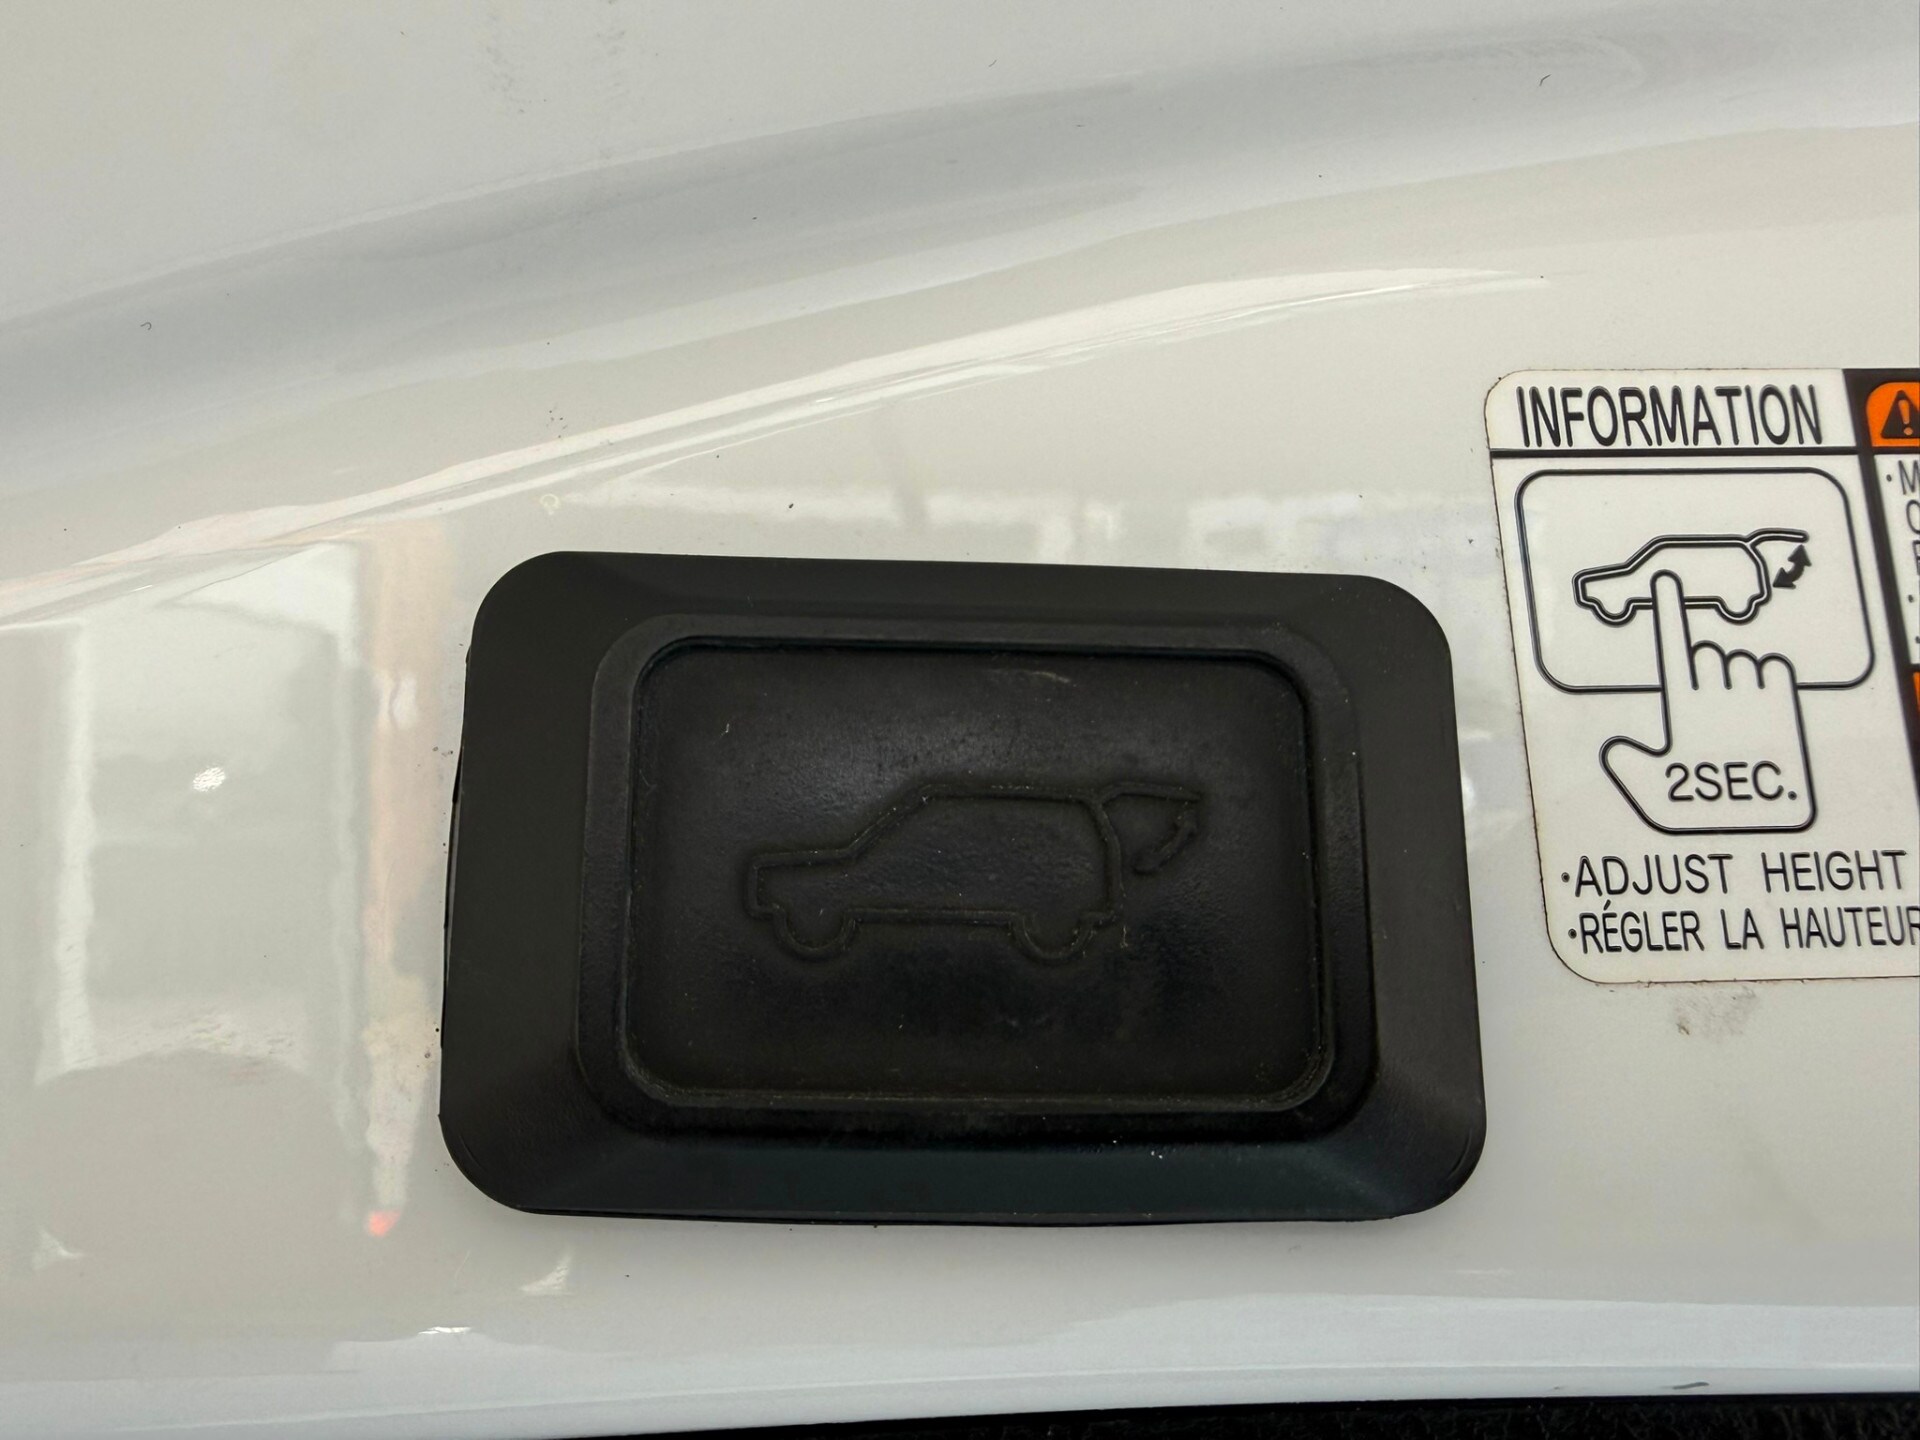 INFORMATION
2SEC.
·ADJUST HEIGHT
·RÉGLER LA HAUTEUR